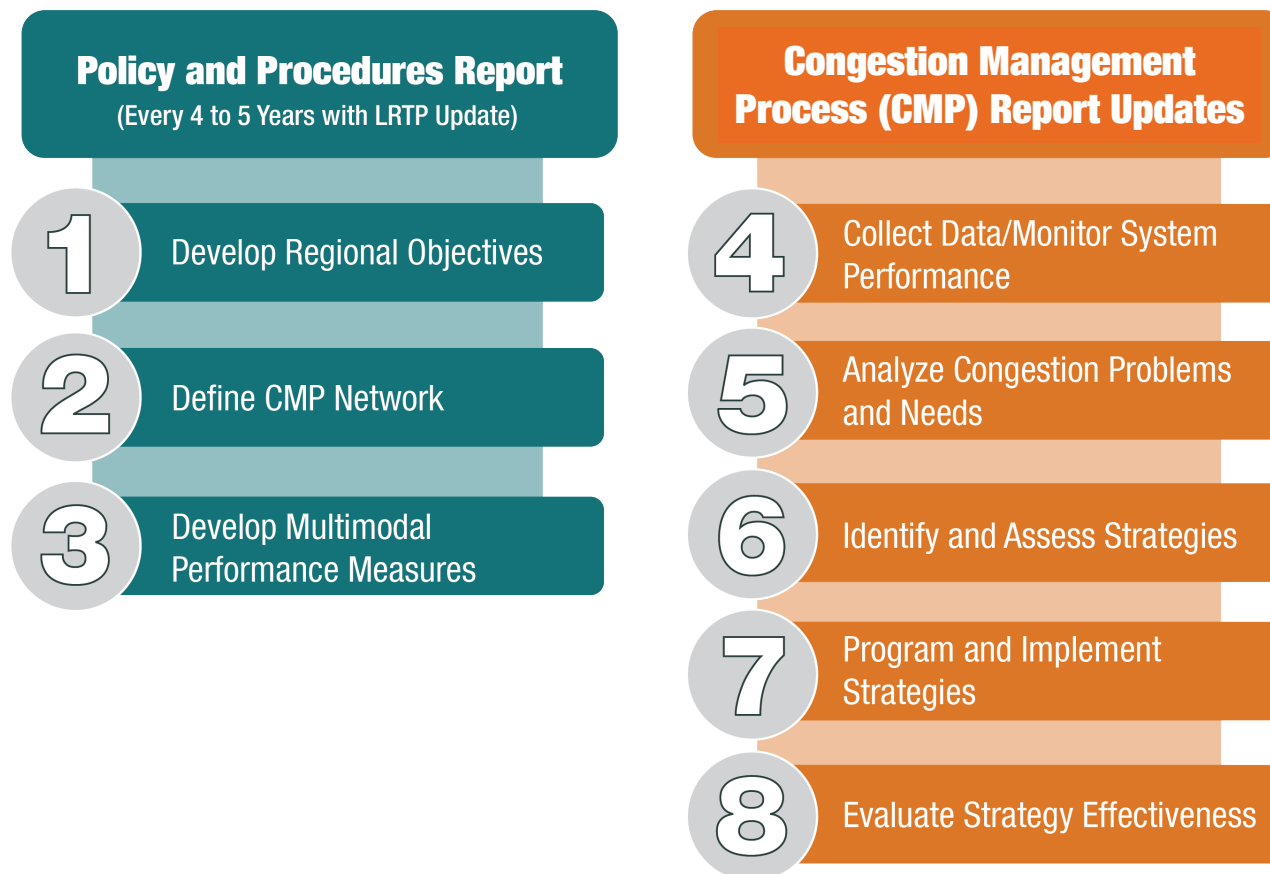 Policy and Procedures Report
(Every 4 to 5 Years with LRTP Update)
1
Develop Regional Objectives
2
Define CMP Network
3
Develop Multimodal
Performance Measures
Congestion Management
Process (CMP) Report Updates
4
Collect Data/Monitor System
Performance
5
Analyze Congestion Problems
and Needs
6
Identify and Assess Strategies
7
Program and Implement
Strategies
8
Evaluate Strategy Effectiveness